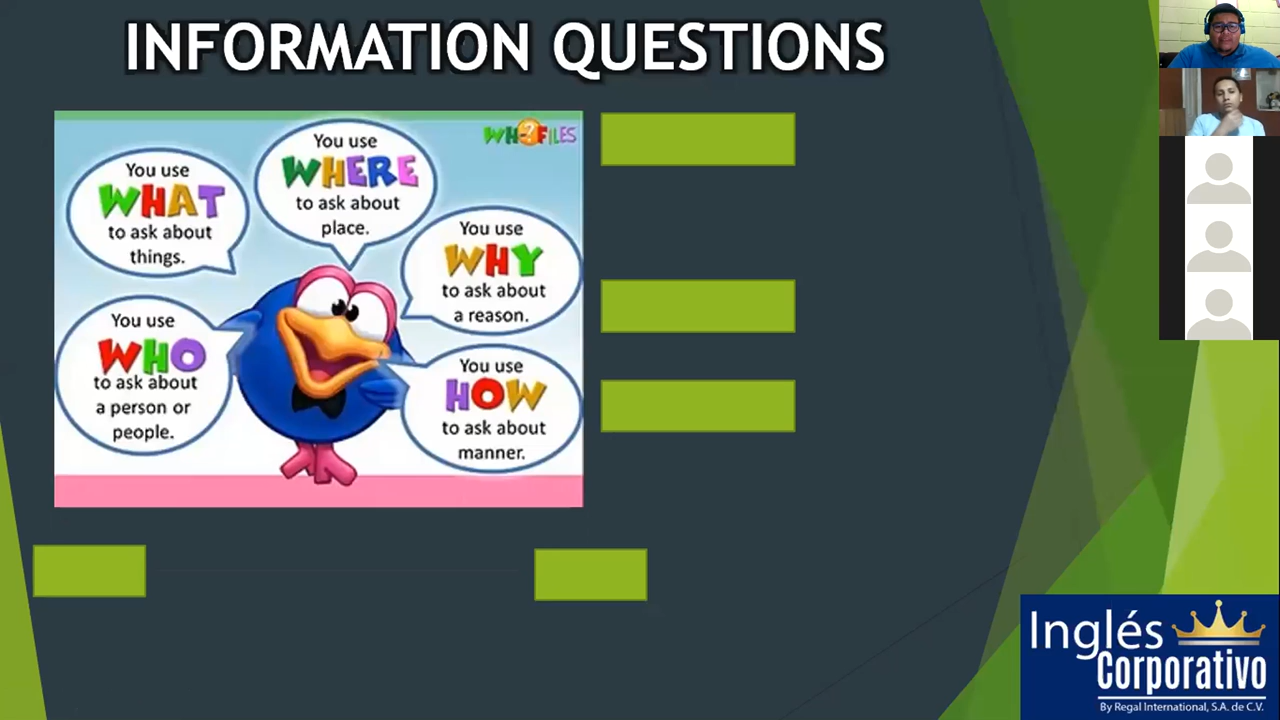 INFORMATION QUESTIONS
WH?FILES
You use
WHAT
to ask about
things.
You use
WHERE
to ask about
place.
You use
WHY
to ask about
a reason.
You use
WHO
to ask about
a person or
people.
You use
HOW
to ask about
manner.
Inglés
Corporativo
By Regal International, S.A. de C.V.